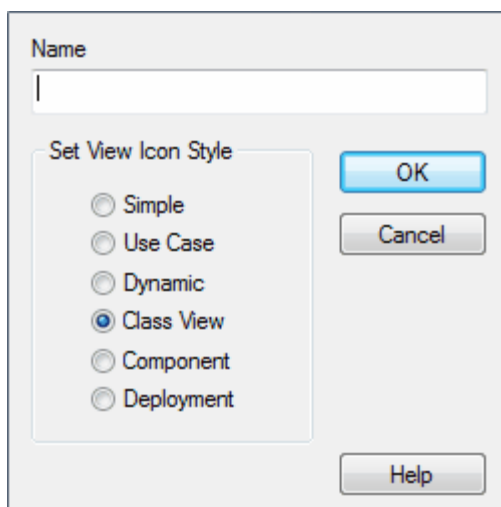 Name
Set View Icon Style
OK
Simple
Cancel
Use Case
Dynamic
Class View
Component
Deployment
Help